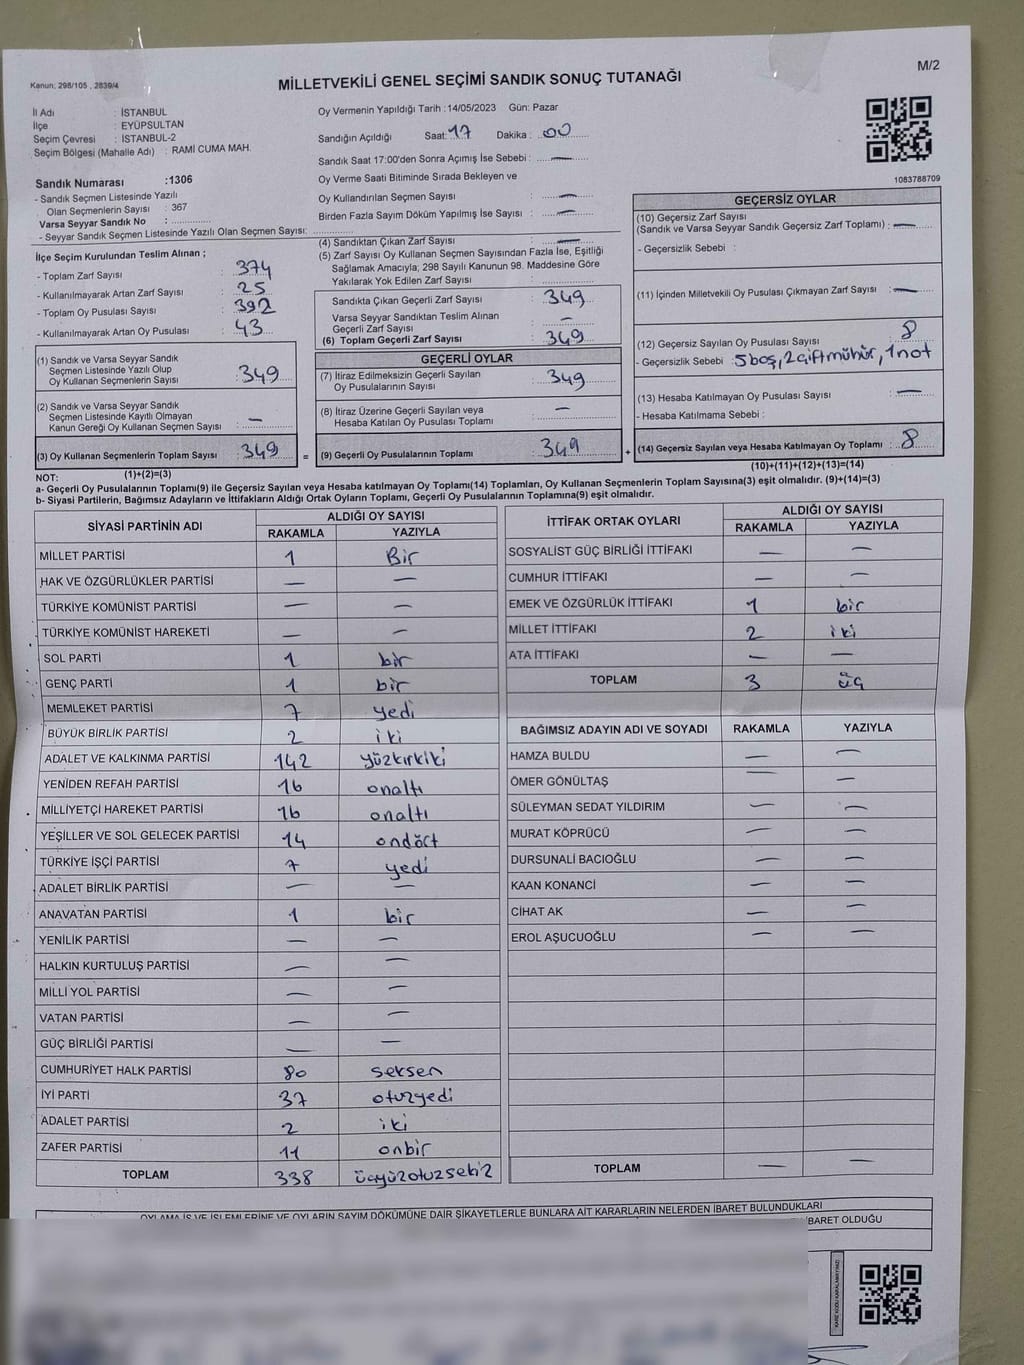 M/2
Kanun: 298/105 , 2839/4
MİLLETVEKİLİ GENEL SEÇİMİ SANDIK SONUÇ TUTANAĞI
İl Adı : İSTANBUL
İlçe : EYÜPSULTAN
Seçim Çevresi : İSTANBUL-2
Seçim Bölgesi (Mahalle Adı) : RAMİ CUMA MAH.
Sandık Numarası :1306
- Sandık Seçmen Listesinde Yazılı
Olan Seçmenlerin Sayısı : 367
Varsa Seyyar Sandık No :
- Seyyar Sandık Seçmen Listesinde Yazılı Olan Seçmen Sayısı:
Oy Vermenin Yapıldığı Tarih :14/05/2023 Gün: Pazar
Sandığın Açıldığı Saat: 17 Dakika : 00
Sandık Saat 17:00'den Sonra Açımış İse Sebebi : —
Oy Verme Saati Bitiminde Sırada Bekleyen ve
Oy Kullandırılan Seçmen Sayısı : —
Birden Fazla Sayım Döküm Yapılmış İse Sayısı : —
1083788709
İlçe Seçim Kurulundan Teslim Alınan ;
- Toplam Zarf Sayısı : 374
- Kullanılmayarak Artan Zarf Sayısı : 25
- Toplam Oy Pusulası Sayısı : 392
- Kullanılmayarak Artan Oy Pusulası : 43
(1) Sandık ve Varsa Seyyar Sandık
Seçmen Listesinde Yazılı Olup
Oy Kullanan Seçmenlerin Sayısı : 349
(2) Sandık ve Varsa Seyyar Sandık
Seçmen Listesinde Kayıtlı Olmayan
Kanun Gereği Oy Kullanan Seçmen Sayısı : —
(3) Oy Kullanan Seçmenlerin Toplam Sayısı : 349
(1)+(2)=(3)
(4) Sandıktan Çıkan Zarf Sayısı : —
(5) Zarf Sayısı Oy Kullanan Seçmen Sayısından Fazla İse, Eşitliği
Sağlamak Amacıyla; 298 Sayılı Kanunun 98. Maddesine Göre
Yakılarak Yok Edilen Zarf Sayısı :
Sandıkta Çıkan Geçerli Zarf Sayısı : 349
Varsa Seyyar Sandıktan Teslim Alınan
Geçerli Zarf Sayısı : —
(6) Toplam Geçerli Zarf Sayısı : 349
GEÇERLİ OYLAR
(7) İtiraz Edilmeksizin Geçerli Sayılan
Oy Pusulalarının Sayısı : 349
(8) İtiraz Üzerine Geçerli Sayılan veya
Hesaba Katılan Oy Pusulası Toplamı : —
= (9) Geçerli Oy Pusulalarının Toplamı : 349 +
GEÇERSİZ OYLAR
(10) Geçersiz Zarf Sayısı
(Sandık ve Varsa Seyyar Sandık Geçersiz Zarf Toplamı) : —
- Geçersizlik Sebebi :
(11) İçinden Milletvekili Oy Pusulası Çıkmayan Zarf Sayısı : —
(12) Geçersiz Sayılan Oy Pusulası Sayısı : 8
- Geçersizlik Sebebi : 5 boş, 2 çift mühür, 1 not
(13) Hesaba Katılmayan Oy Pusulası Sayısı : —
- Hesaba Katılmama Sebebi :
(14) Geçersiz Sayılan veya Hesaba Katılmayan Oy Toplamı : 8
(10)+(11)+(12)+(13)=(14)
NOT:
a- Geçerli Oy Pusulalarının Toplamı(9) ile Geçersiz Sayılan veya Hesaba katılmayan Oy Toplamı(14) Toplamları, Oy Kullanan Seçmenlerin Toplam Sayısına(3) eşit olmalıdır. (9)+(14)=(3)
b- Siyasi Partilerin, Bağımsız Adayların ve İttifakların Aldığı Ortak Oyların Toplamı, Geçerli Oy Pusulalarının Toplamına(9) eşit olmalıdır.
SİYASİ PARTİNİN ADI ALDIĞI OY SAYISI
RAKAMLA YAZIYLA
MİLLET PARTİSİ 1 Bir
HAK VE ÖZGÜRLÜKLER PARTİSİ — —
TÜRKİYE KOMÜNİST PARTİSİ — —
TÜRKİYE KOMÜNİST HAREKETİ — —
SOL PARTİ 1 bir
GENÇ PARTİ 1 bir
MEMLEKET PARTİSİ 7 yedi
BÜYÜK BİRLİK PARTİSİ 2 iki
ADALET VE KALKINMA PARTİSİ 142 yüzkırkiki
YENİDEN REFAH PARTİSİ 16 onaltı
MİLLİYETÇİ HAREKET PARTİSİ 16 onaltı
YEŞİLLER VE SOL GELECEK PARTİSİ 14 ondört
TÜRKİYE İŞÇİ PARTİSİ 7 yedi
ADALET BİRLİK PARTİSİ — —
ANAVATAN PARTİSİ 1 bir
YENİLİK PARTİSİ — —
HALKIN KURTULUŞ PARTİSİ — —
MİLLİ YOL PARTİSİ — —
VATAN PARTİSİ — —
GÜÇ BİRLİĞİ PARTİSİ — —
CUMHURİYET HALK PARTİSİ 80 seksen
İYİ PARTİ 37 otuzyedi
ADALET PARTİSİ 2 iki
ZAFER PARTİSİ 11 onbir
TOPLAM 338 üçyüzotuzsekiz
İTTİFAK ORTAK OYLARI ALDIĞI OY SAYISI
RAKAMLA YAZIYLA
SOSYALİST GÜÇ BİRLİĞİ İTTİFAKI — —
CUMHUR İTTİFAKI — —
EMEK VE ÖZGÜRLÜK İTTİFAKI 1 bir
MİLLET İTTİFAKI 2 iki
ATA İTTİFAKI — —
TOPLAM 3 üç
BAĞIMSIZ ADAYIN ADI VE SOYADI RAKAMLA YAZIYLA
HAMZA BULDU — —
ÖMER GÖNÜLTAŞ — —
SÜLEYMAN SEDAT YILDIRIM — —
MURAT KÖPRÜCÜ — —
DURSUNALİ BACIOĞLU — —
KAAN KONANCİ — —
CİHAT AK — —
EROL AŞUCUOĞLU — —
TOPLAM — —
OYLAMA İŞ VE İŞLEMLERİNE VE OYLARIN SAYIM DÖKÜMÜNE DAİR ŞİKAYETLERLE BUNLARA AİT KARARLARIN NELERDEN İBARET BULUNDUKLARI
İBARET OLDUĞU